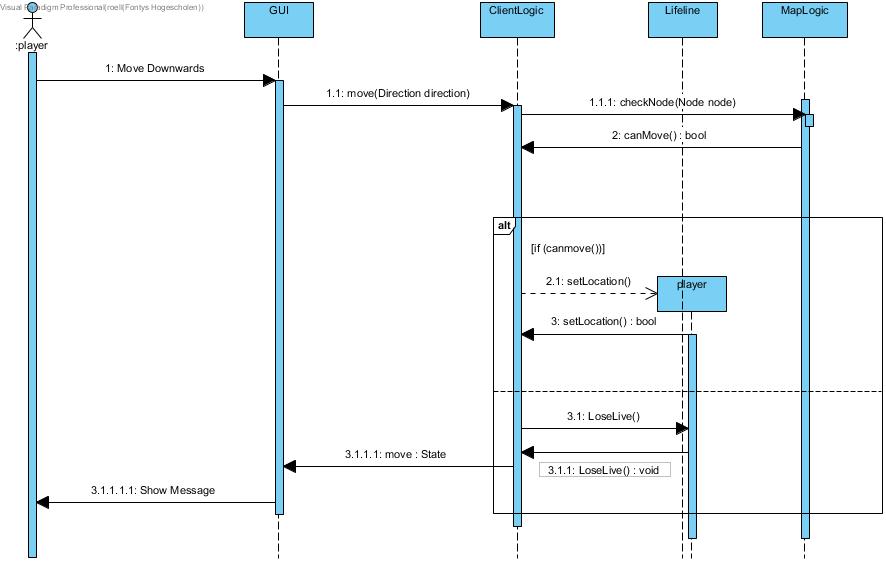 Visual Paradigm Professional(roell(Fontys Hogescholen))
:player
GUI
ClientLogic
Lifeline
MapLogic
1: Move Downwards
1.1: move(Direction direction)
1.1.1: checkNode(Node node)
2: canMove() : bool
alt
[if (canmove())]
2.1: setLocation()
player
3: setLocation() : bool
3.1: LoseLive()
3.1.1: LoseLive() : void
3.1.1.1: move : State
3.1.1.1.1: Show Message